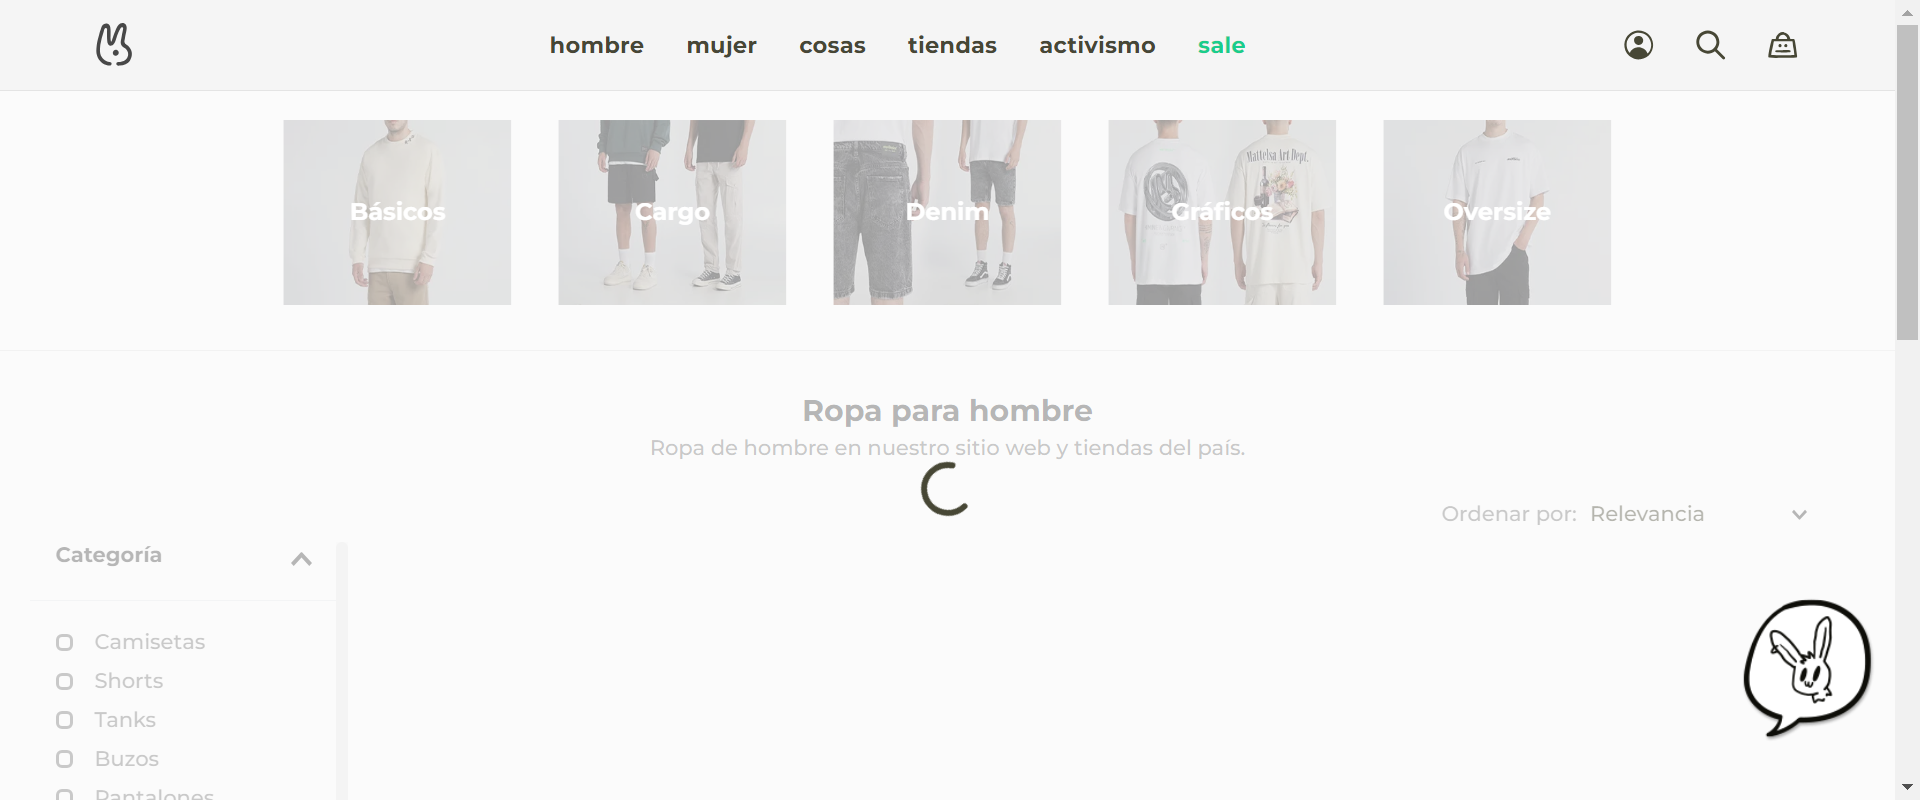 hombre mujer cosas tiendas activismo sale
Básicos Cargo Denim Gráficos Oversize
Mattelsa Art Dept.
Ropa para hombre
Ropa de hombre en nuestro sitio web y tiendas del país.
Ordenar por: Relevancia
Categoría
Camisetas
Shorts
Tanks
Buzos
Pantalones